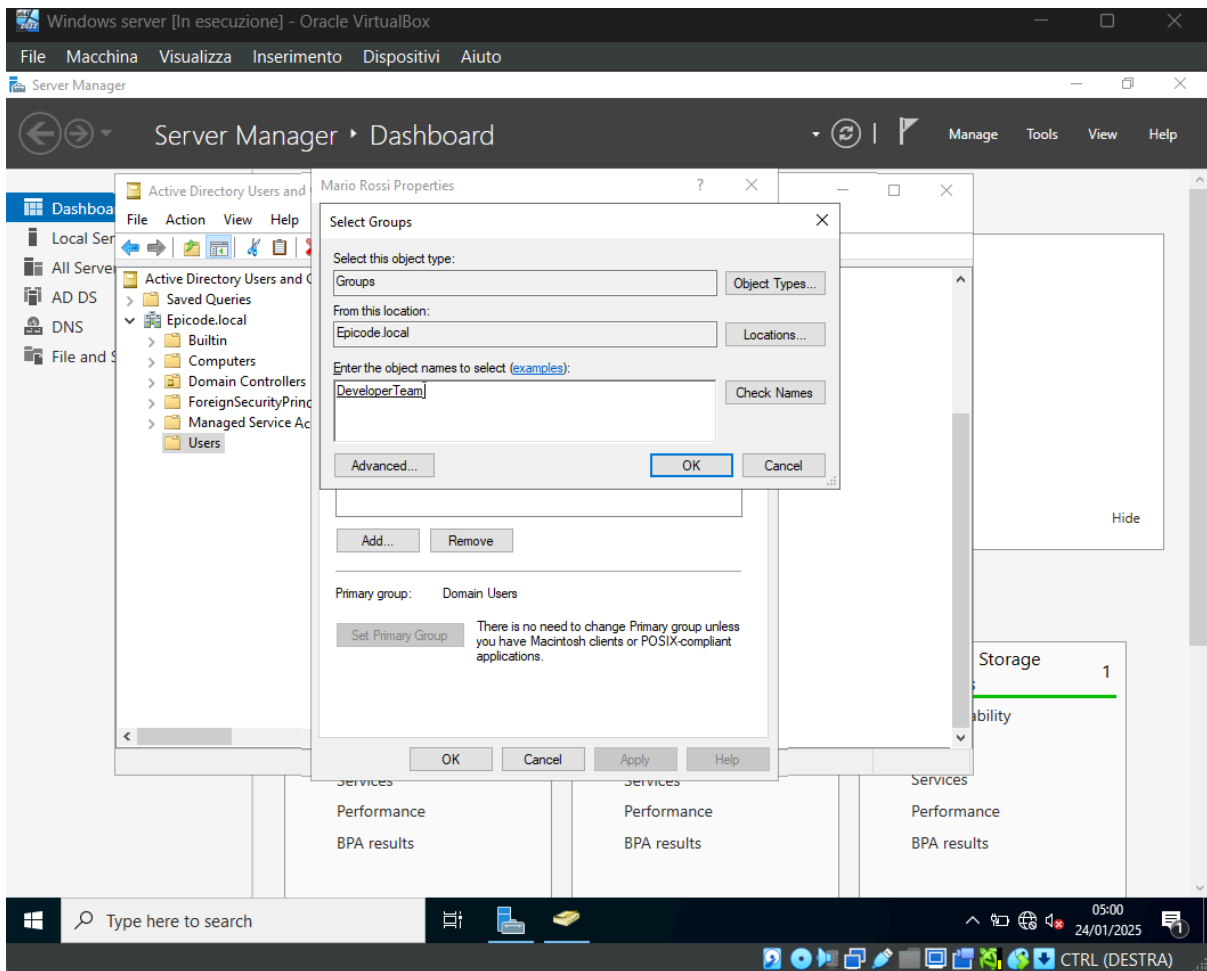 Windows server [In esecuzione] - Oracle VirtualBox
File Macchina Visualizza Inserimento Dispositivi Aiuto
Server Manager
Server Manager ‣ Dashboard
Manage Tools View Help
Dashboa
Local Ser
All Server
AD DS
DNS
File and S
Active Directory Users and
File Action View Help
Active Directory Users and C
Saved Queries
Epicode.local
Builtin
Computers
Domain Controllers
ForeignSecurityPrinc
Managed Service Ac
Users
Mario Rossi Properties
?
Select Groups
Select this object type:
Groups
Object Types...
From this location:
Epicode.local
Locations...
Enter the object names to select (examples):
DeveloperTeam
Check Names
Advanced...
OK
Cancel
Add...
Remove
Primary group: Domain Users
Set Primary Group
There is no need to change Primary group unless
you have Macintosh clients or POSIX-compliant
applications.
OK
Cancel
Apply
Help
Hide
Storage
1
s
ability
Services
Performance
BPA results
Services
Performance
BPA results
Services
Performance
BPA results
Type here to search
05:00
24/01/2025
1
CTRL (DESTRA)